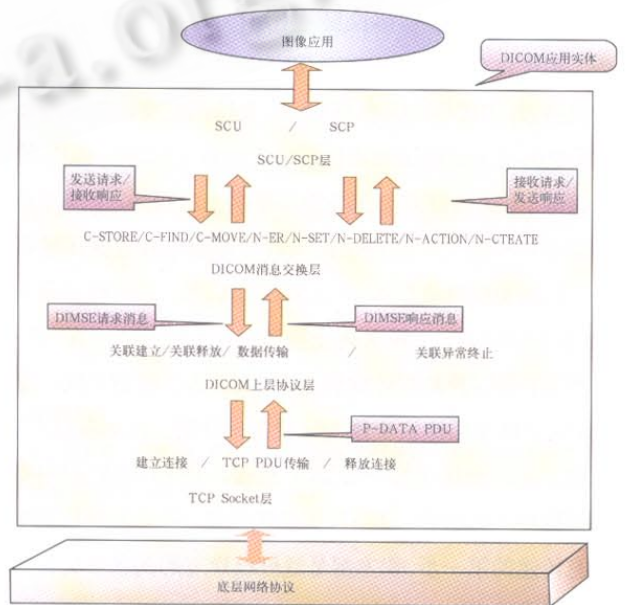 图像应用
DICOM应用实体
SCU / SCP
SCU/SCP层
发送请求/
接收响应
接收请求/
发送响应
C-STORE/C-FIND/C-MOVE/N-ER/N-SET/N-DELETE/N-ACTION/N-CTEATE
DICOM消息交换层
DIMSE请求消息
DIMSE响应消息
关联建立/关联释放/ 数据传输 / 关联异常终止
DICOM上层协议层
P-DATA PDU
建立连接 / TCP PDU传输 / 释放连接
TCP Socket层
底层网络协议